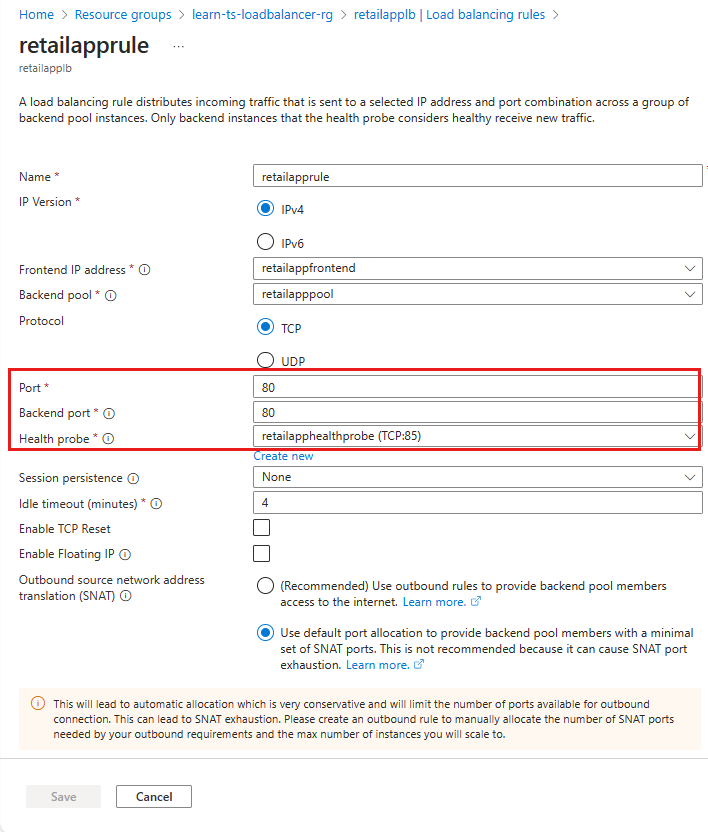 Home > Resource groups > learn-ts-loadbalancer-rg > retailapplb | Load balancing rules >
retailapprule ...
retailapplb
A load balancing rule distributes incoming traffic that is sent to a selected IP address and port combination across a group of
backend pool instances. Only backend instances that the health probe considers healthy receive new traffic.
Name * retailapprule
IP Version * IPv4
IPv6
Frontend IP address * retailappfrontend
Backend pool * retailapppool
Protocol TCP
UDP
Port * 80
Backend port * 80
Health probe * retailapphealthprobe (TCP:85)
Create new
Session persistence None
Idle timeout (minutes) * 4
Enable TCP Reset
Enable Floating IP
Outbound source network address
translation (SNAT)
(Recommended) Use outbound rules to provide backend pool members
access to the internet. Learn more.
Use default port allocation to provide backend pool members with a minimal
set of SNAT ports. This is not recommended because it can cause SNAT port
exhaustion. Learn more.
This will lead to automatic allocation which is very conservative and will limit the number of ports available for outbound
connection. This can lead to SNAT exhaustion. Please create an outbound rule to manually allocate the number of SNAT ports
needed by your outbound requirements and the max number of instances you will scale to.
Save Cancel